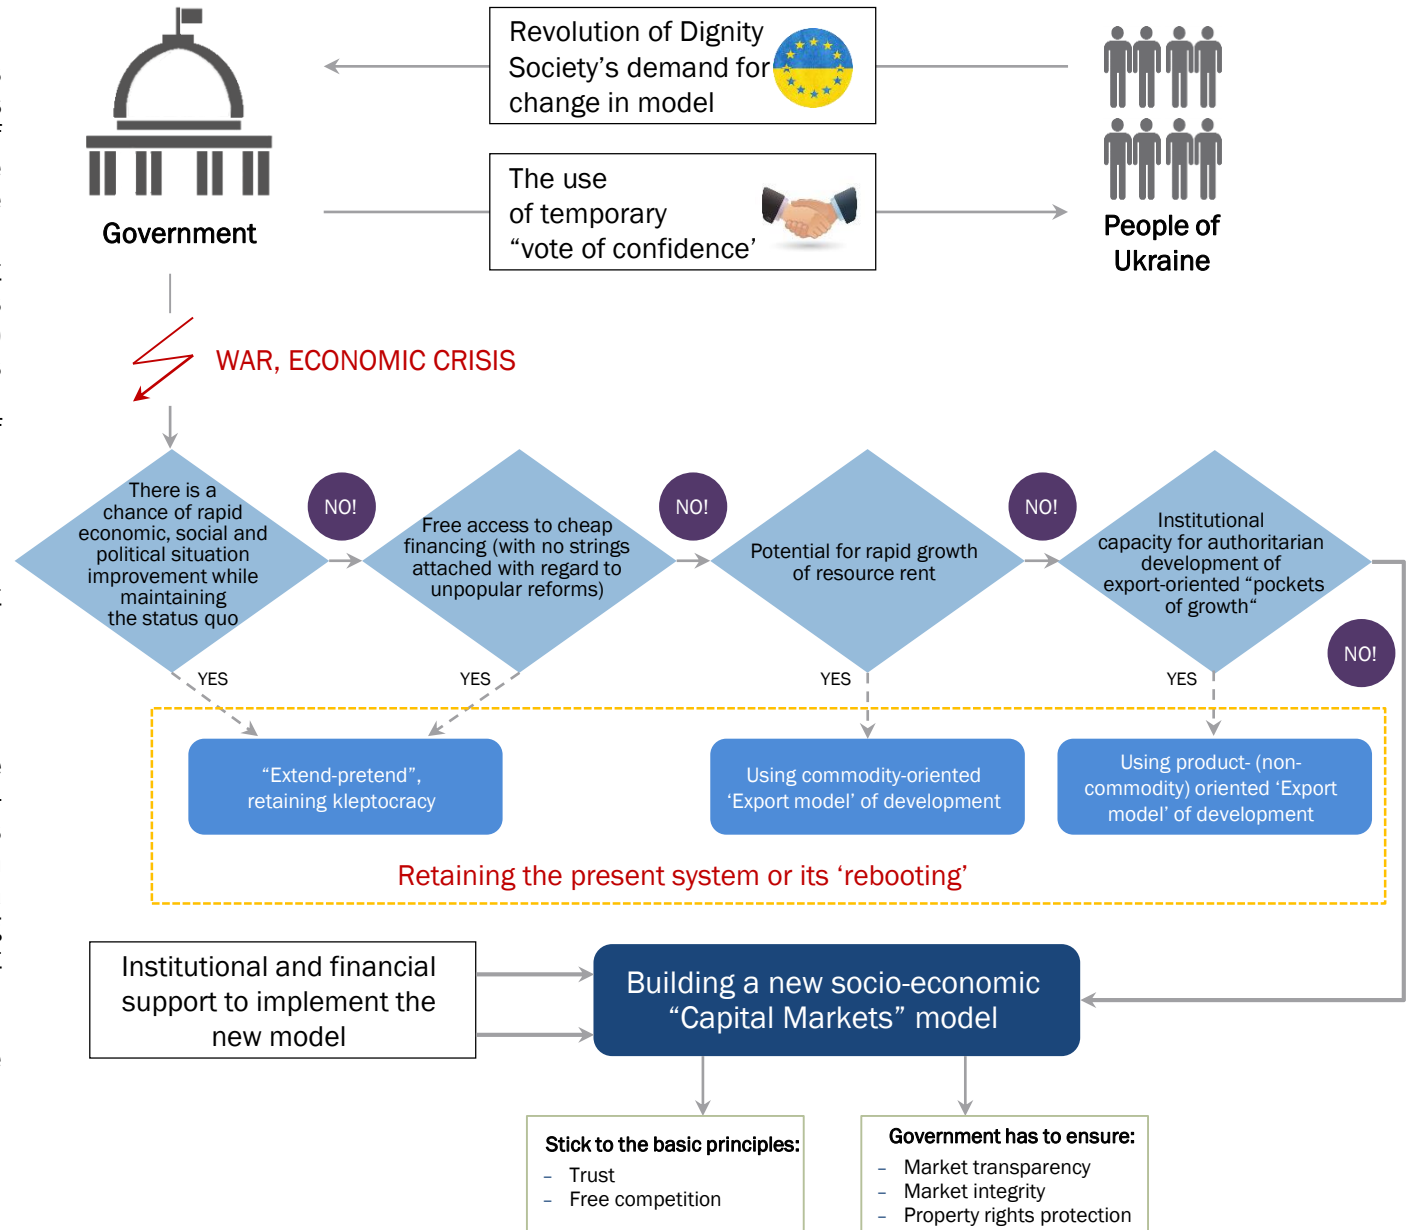 Revolution of Dignity
Society's demand for
change in model
The use
of temporary
“vote of confidence’
Government
People of
Ukraine
WAR, ECONOMIC CRISIS
There is a
chance of rapid
economic, social and
political situation
improvement while
maintaining
the status quo
NO!
Free access to cheap
financing (with no strings
attached with regard to
unpopular reforms)
NO!
Potential for rapid growth
of resource rent
NO!
Institutional
capacity for authoritarian
development of
export-oriented “pockets
of growth“
NO!
YES
YES
YES
YES
“Extend-pretend”,
retaining kleptocracy
Using commodity-oriented
‘Export model’ of development
Using product- (non-
commodity) oriented ‘Export
model’ of development
Retaining the present system or its ‘rebooting’
Institutional and financial
support to implement the
new model
Building a new socio-economic
“Capital Markets” model
Stick to the basic principles:
– Trust
– Free competition
Government has to ensure:
– Market transparency
– Market integrity
– Property rights protection